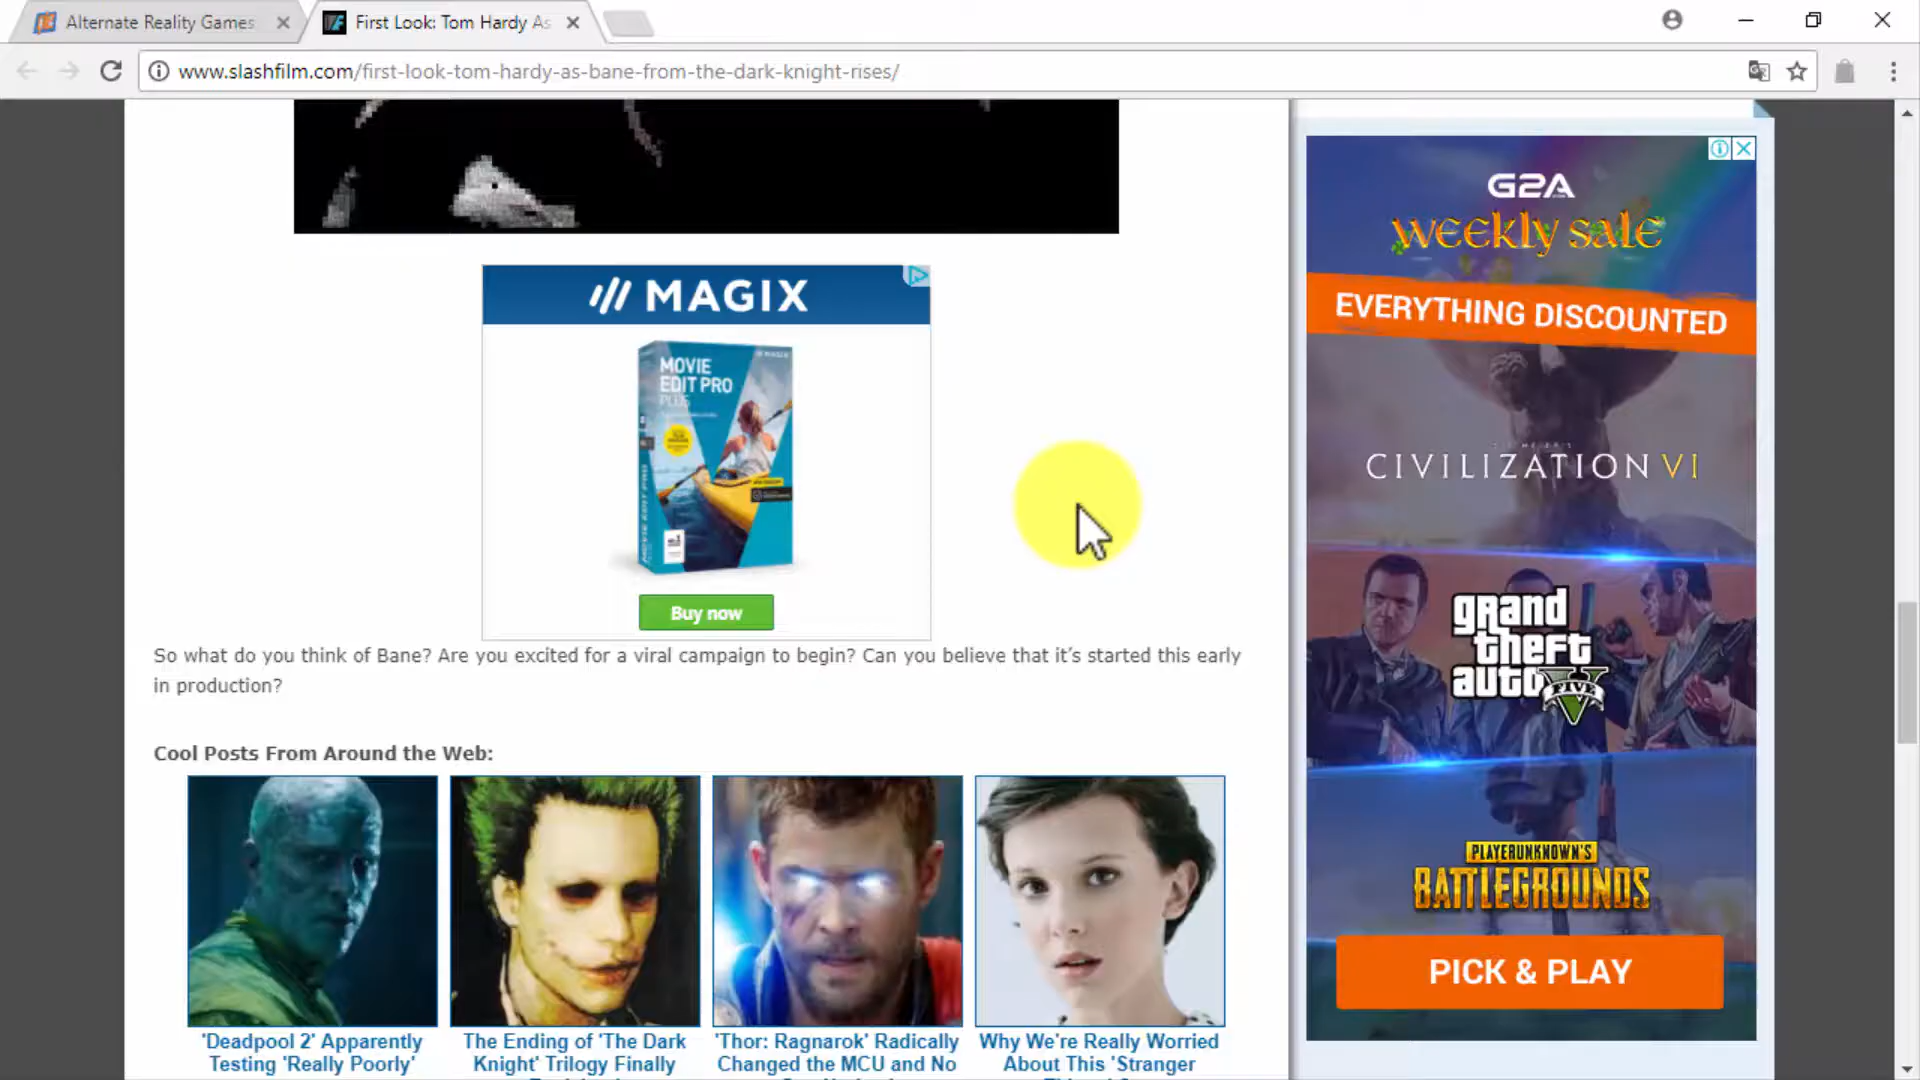 Alternate Reality Games
First Look: Tom Hardy As
www.slashfilm.com/first-look-tom-hardy-as-bane-from-the-dark-knight-rises/
G2A
weekly sale
EVERYTHING DISCOUNTED
MAGIX
MOVIE
EDIT PRO
PLUS
CIVILIZATION VI
grand
theft
auto
FIVE
Buy now
So what do you think of Bane? Are you excited for a viral campaign to begin? Can you believe that it's started this early
in production?
Cool Posts From Around the Web:
PLAYERUNKNOWN'S
BATTLEGROUNDS
PICK & PLAY
'Deadpool 2' Apparently
Testing 'Really Poorly'
The Ending of 'The Dark
Knight' Trilogy Finally
'Thor: Ragnarok' Radically
Changed the MCU and No
Why We're Really Worried
About This 'Stranger